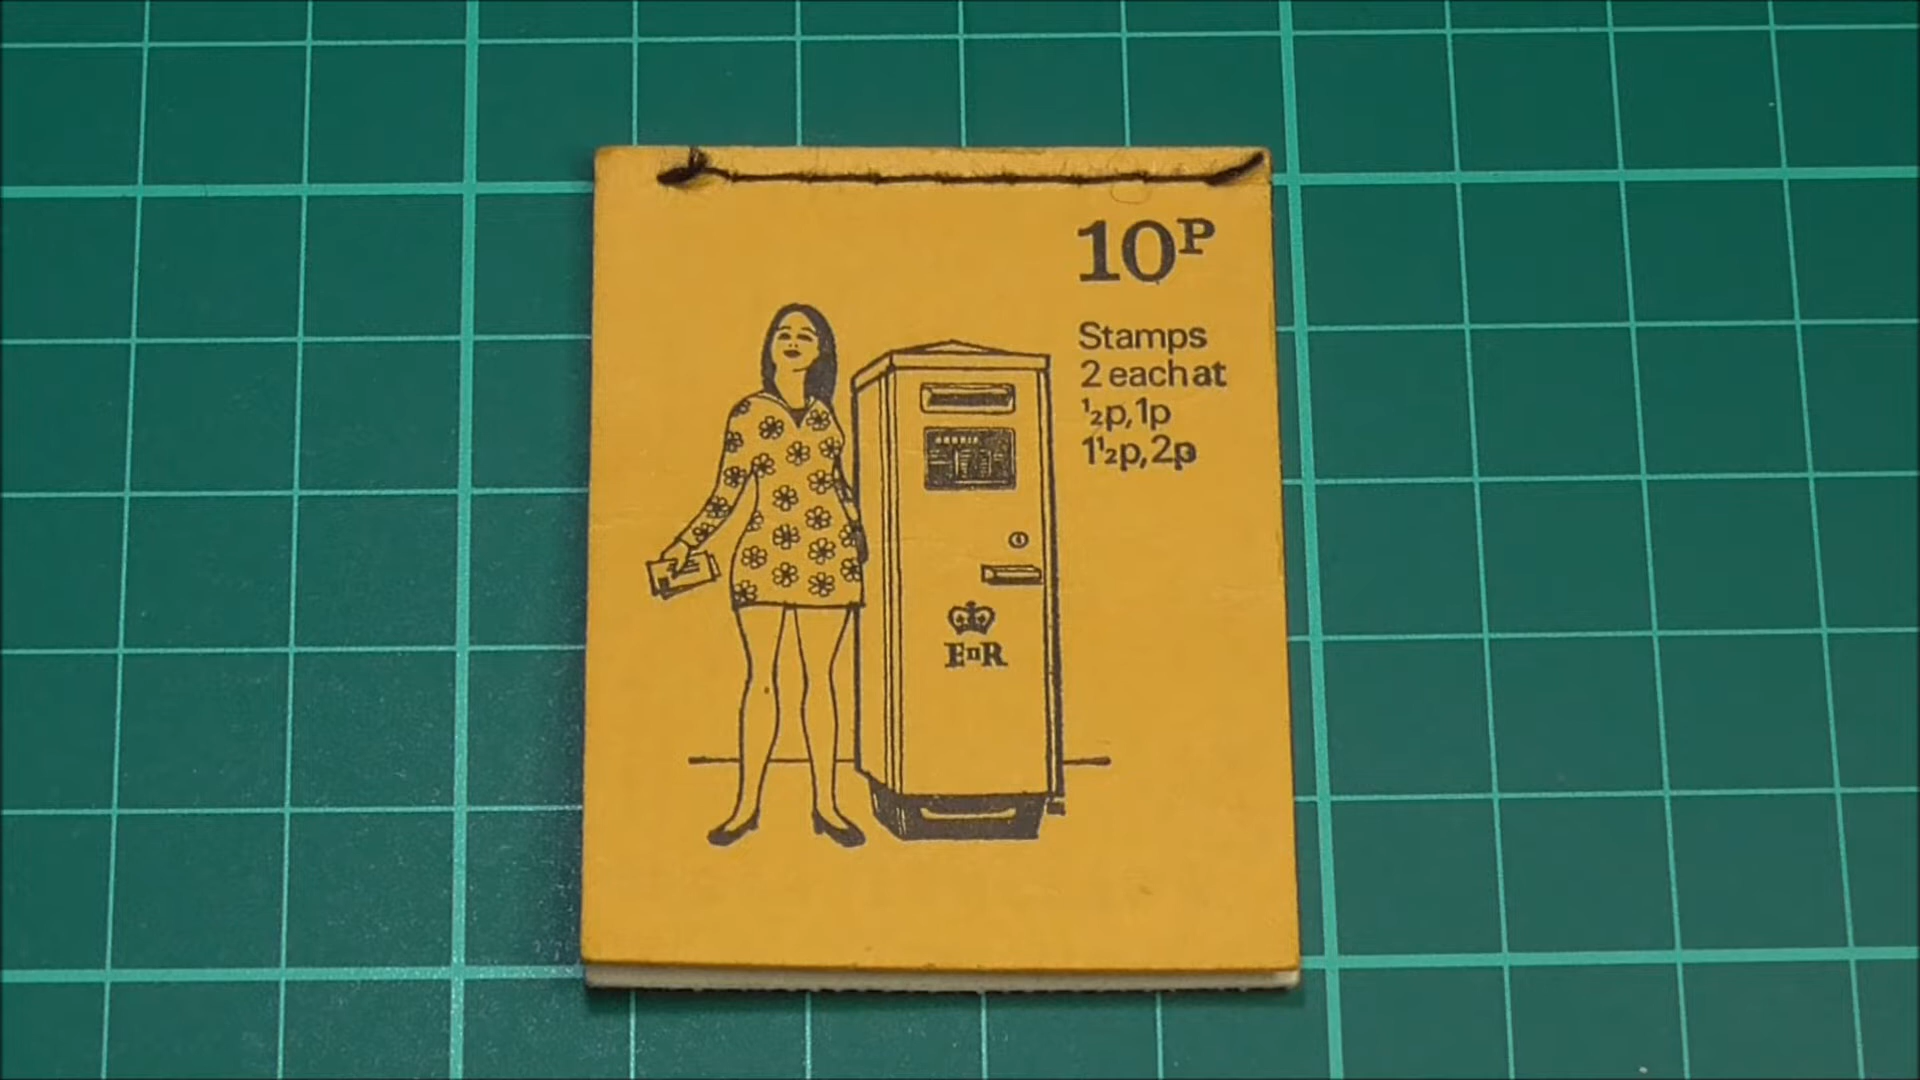 10P
Stamps
2 each at
½p, 1p
1½p, 2p
EIIR